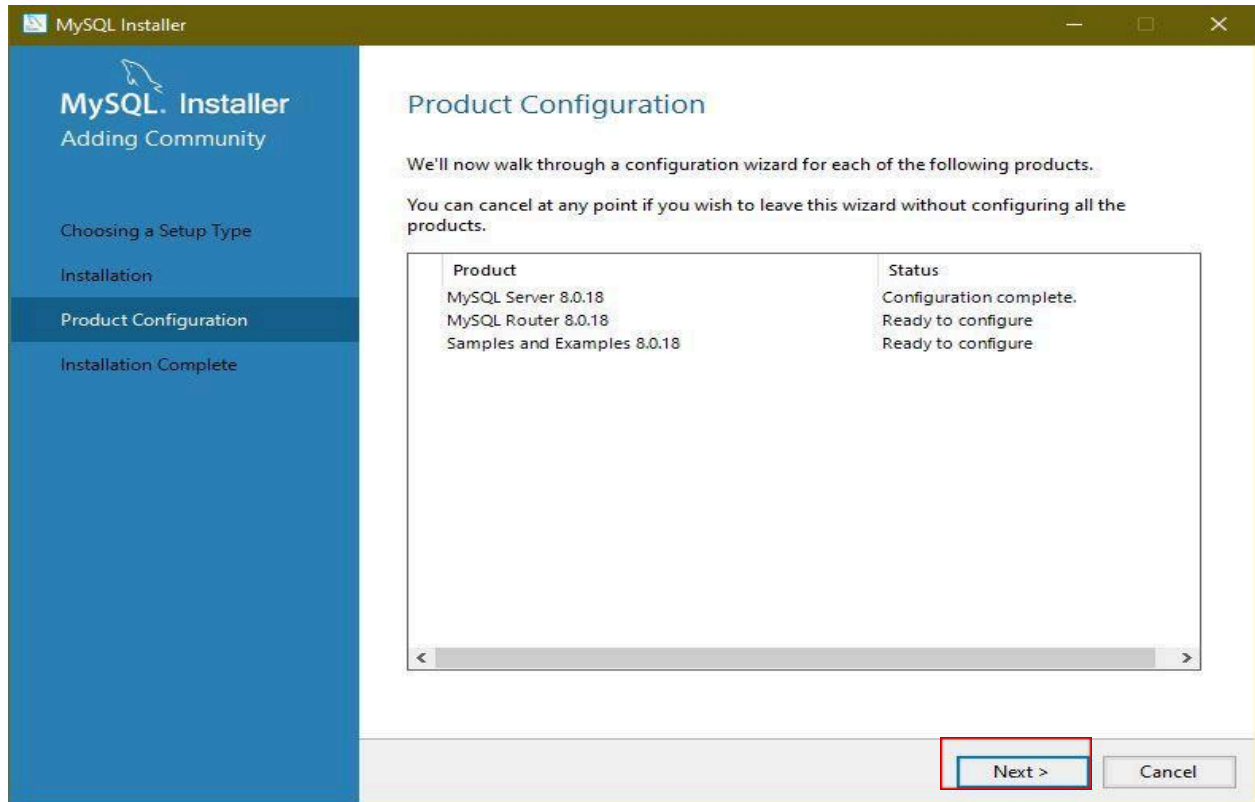 MySQL Installer
MySQL. Installer
Adding Community
Choosing a Setup Type
Installation
Product Configuration
Installation Complete
Product Configuration
We'll now walk through a configuration wizard for each of the following products.
You can cancel at any point if you wish to leave this wizard without configuring all the
products.
Product Status
MySQL Server 8.0.18 Configuration complete.
MySQL Router 8.0.18 Ready to configure
Samples and Examples 8.0.18 Ready to configure
Next > Cancel